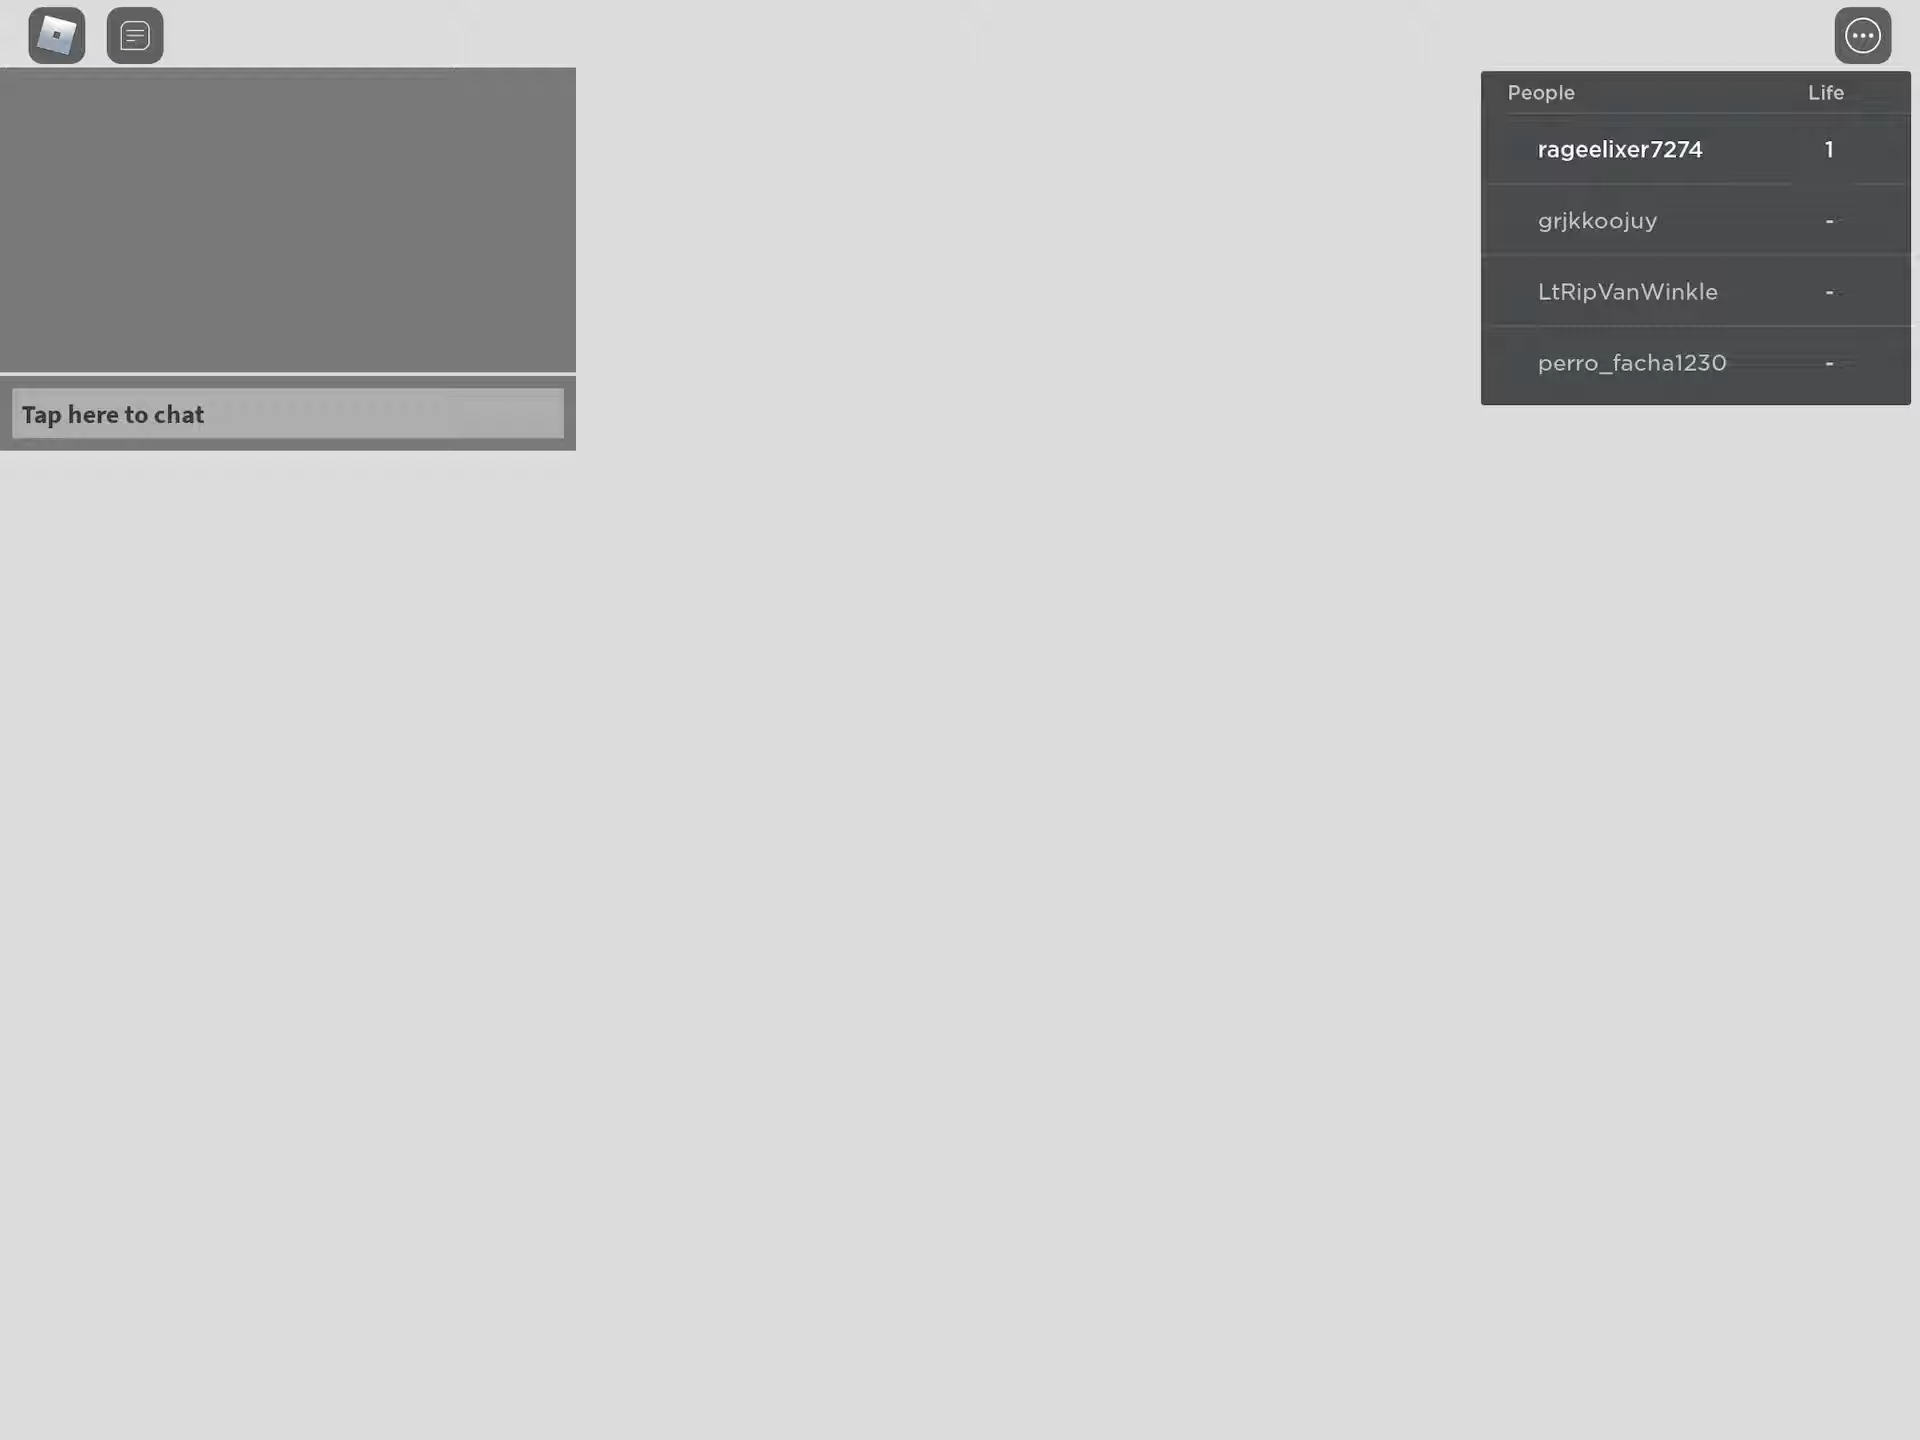 People Life
rageelixer7274 1
grjkkoojuy -
LtRipVanWinkle -
perro_facha1230 -
Tap here to chat